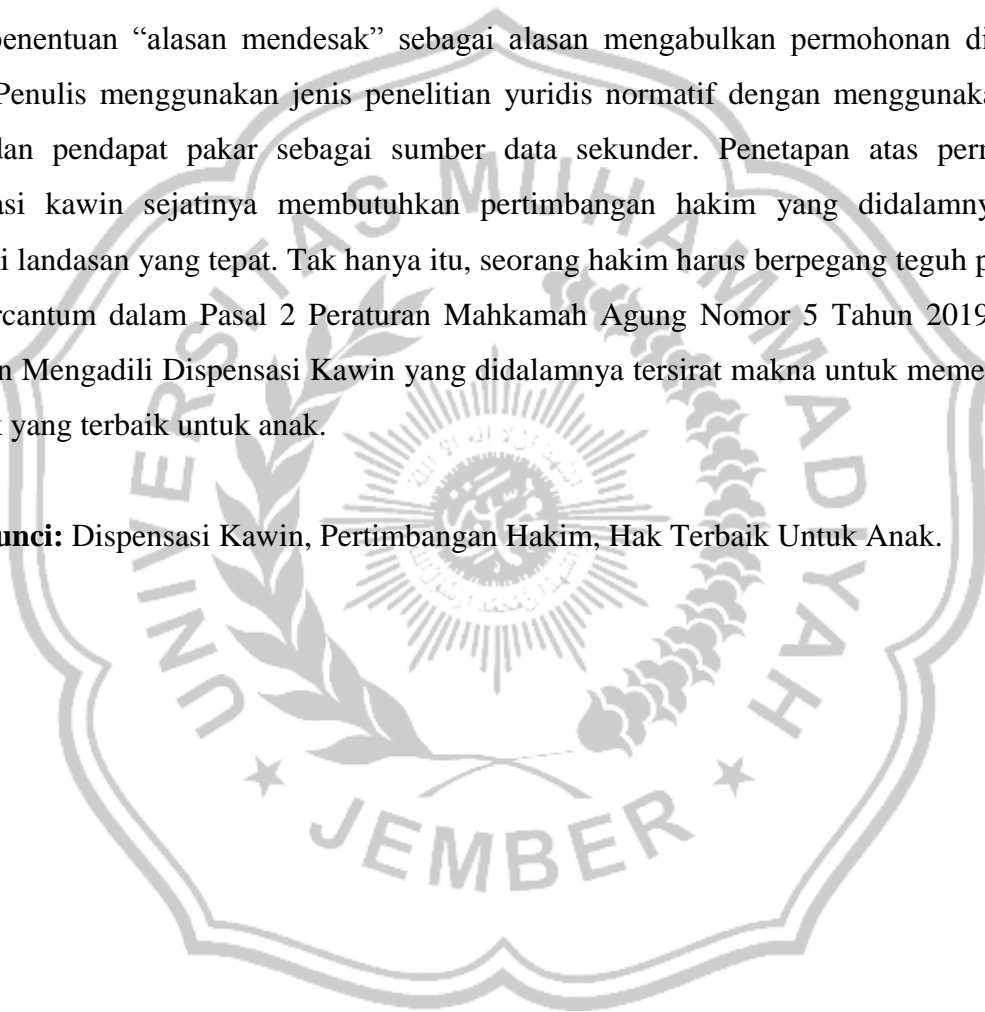 penentuan “alasan mendesak” sebagai alasan mengabulkan permohonan di
Penulis menggunakan jenis penelitian yuridis normatif dengan menggunaka
dan pendapat pakar sebagai sumber data sekunder. Penetapan atas per
asi kawin sejatinya membutuhkan pertimbangan hakim yang didalamny
i landasan yang tepat. Tak hanya itu, seorang hakim harus berpegang teguh p
rcantum dalam Pasal 2 Peraturan Mahkamah Agung Nomor 5 Tahun 2019
n Mengadili Dispensasi Kawin yang didalamnya tersirat makna untuk meme
k yang terbaik untuk anak.
unci: Dispensasi Kawin, Pertimbangan Hakim, Hak Terbaik Untuk Anak.
UNIVERSITAS MUHAMMADIYAH
JEMBER